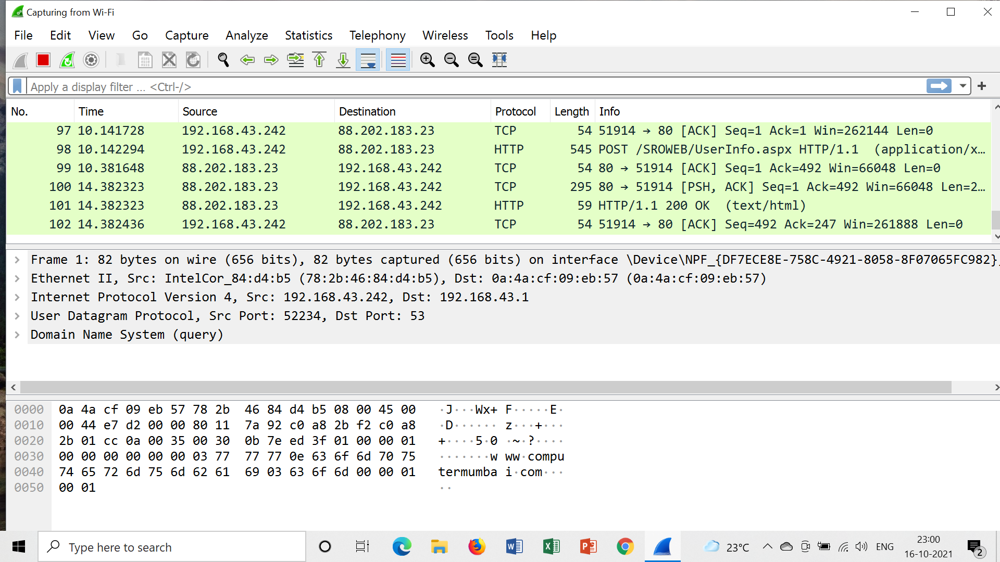 Capturing from Wi-Fi
File Edit View Go Capture Analyze Statistics Telephony Wireless Tools Help
Apply a display filter … <Ctrl-/>
No. Time Source Destination Protocol Length Info
97 10.141728 192.168.43.242 88.202.183.23 TCP 54 51914 → 80 [ACK] Seq=1 Ack=1 Win=262144 Len=0
98 10.142294 192.168.43.242 88.202.183.23 HTTP 545 POST /SROWEB/UserInfo.aspx HTTP/1.1 (application/x…
99 10.381648 88.202.183.23 192.168.43.242 TCP 54 80 → 51914 [ACK] Seq=1 Ack=492 Win=66048 Len=0
100 14.382323 88.202.183.23 192.168.43.242 TCP 295 80 → 51914 [PSH, ACK] Seq=1 Ack=492 Win=66048 Len=2…
101 14.382323 88.202.183.23 192.168.43.242 HTTP 59 HTTP/1.1 200 OK (text/html)
102 14.382436 192.168.43.242 88.202.183.23 TCP 54 51914 → 80 [ACK] Seq=492 Ack=247 Win=261888 Len=0
Frame 1: 82 bytes on wire (656 bits), 82 bytes captured (656 bits) on interface \Device\NPF_{DF7ECE8E-758C-4921-8058-8F07065FC982},
Ethernet II, Src: IntelCor_84:d4:b5 (78:2b:46:84:d4:b5), Dst: 0a:4a:cf:09:eb:57 (0a:4a:cf:09:eb:57)
Internet Protocol Version 4, Src: 192.168.43.242, Dst: 192.168.43.1
User Datagram Protocol, Src Port: 52234, Dst Port: 53
Domain Name System (query)
0000 0a 4a cf 09 eb 57 78 2b 46 84 d4 b5 08 00 45 00 ·J···Wx+ F·····E·
0010 00 44 e7 d2 00 00 80 11 7a 92 c0 a8 2b f2 c0 a8 ·D······ z···+···
0020 2b 01 cc 0a 00 35 00 30 0b 7e ed 3f 01 00 00 01 +····5·0 ·~·?····
0030 00 00 00 00 00 00 03 77 77 77 0e 63 6f 6d 70 75 ·······w ww·compu
0040 74 65 72 6d 75 6d 62 61 69 03 63 6f 6d 00 00 01 termumba i·com···
0050 00 01 ··
Type here to search
23°C
ENG
23:00
16-10-2021
2